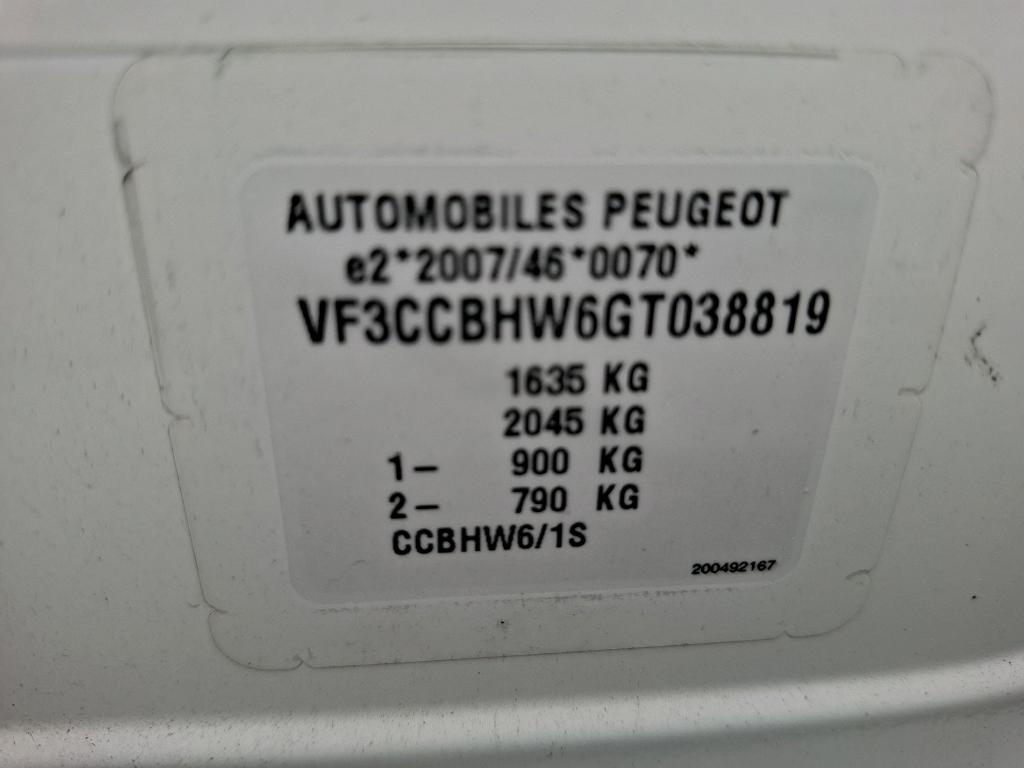 AUTOMOBILES PEUGEOT
e2*2007/46*0070*
VF3CCBHW6GT038819
1635 KG
2045 KG
1- 900 KG
2- 790 KG
CCBHW6/1S
200492167